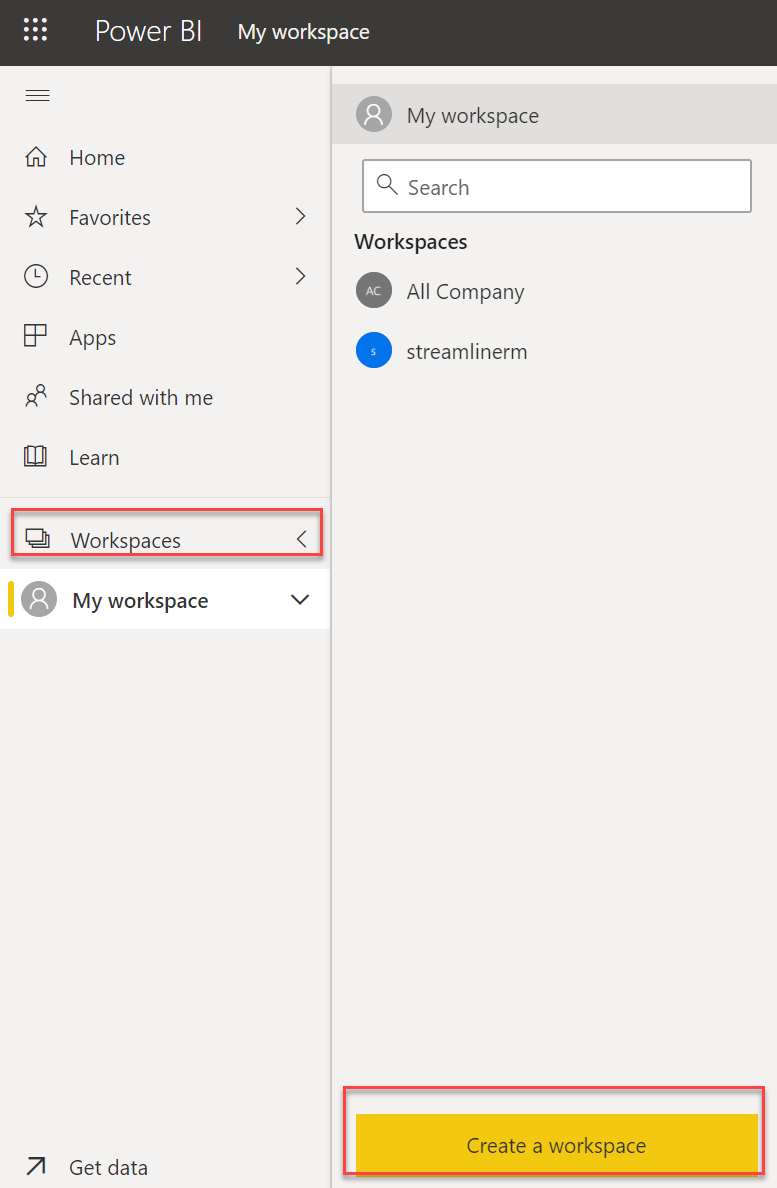 Power BI My workspace
Home
Favorites
Recent
Apps
Shared with me
Learn
Workspaces
My workspace
Get data
My workspace
Search
Workspaces
AC All Company
s streamlinerm
Create a workspace